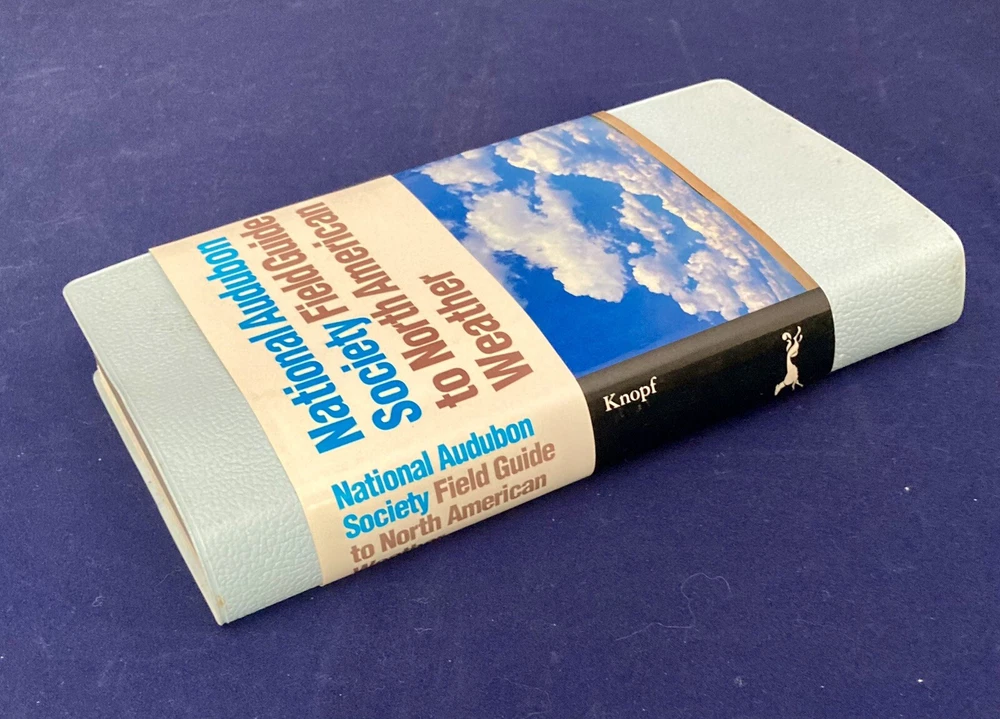 National Audubon
Society Field Guide
to North American
Weather
National Audubon
Society Field Guide
to North American
Knopf